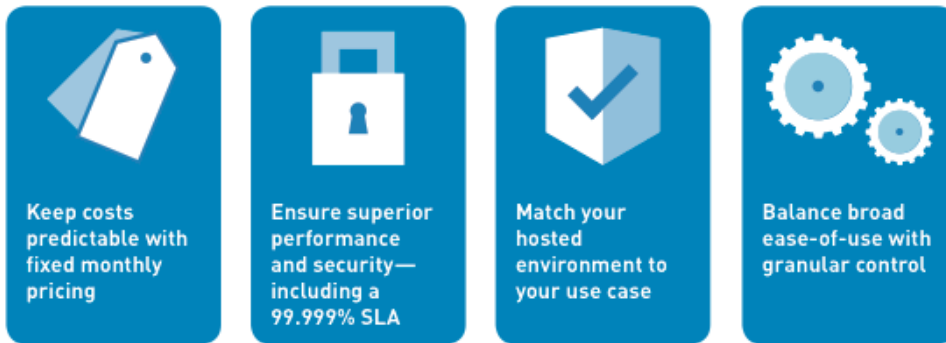 Keep costs
predictable with
fixed monthly
pricing
Ensure superior
performance
and security—
including a
99.999% SLA
Match your
hosted
environment to
your use case
Balance broad
ease-of-use with
granular control